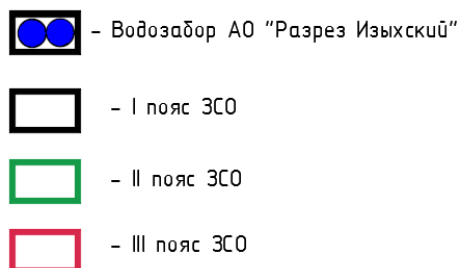 – Водозабор АО "Разрез Изыхский"
– I пояс ЗСО
– II пояс ЗСО
– III пояс ЗСО